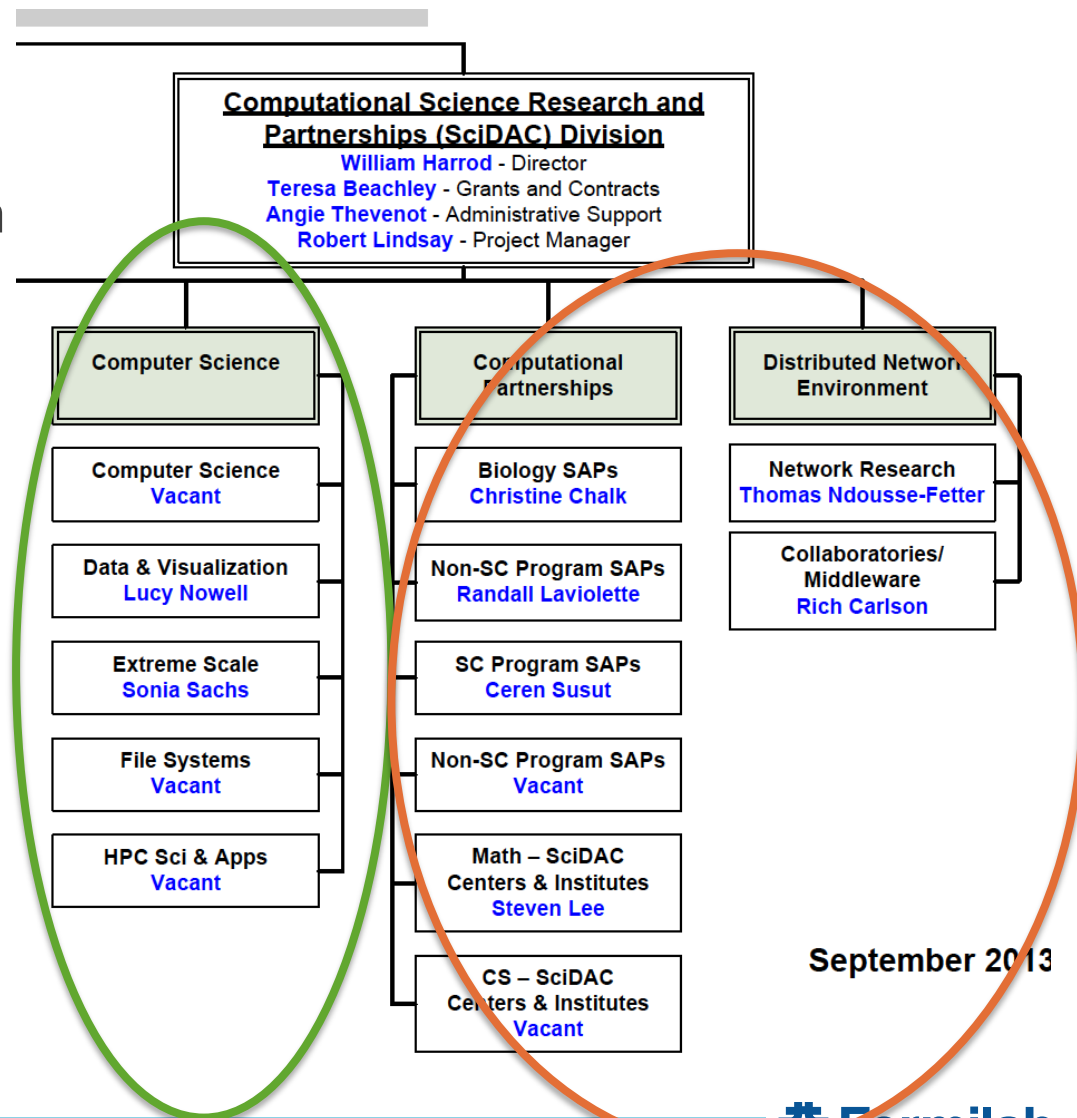 Computational Science Research and
Partnerships (SciDAC) Division
William Harrod - Director
Teresa Beachley - Grants and Contracts
Angie Thevenot - Administrative Support
Robert Lindsay - Project Manager
Computer Science
Computer Science
Vacant
Data & Visualization
Lucy Nowell
Extreme Scale
Sonia Sachs
File Systems
Vacant
HPC Sci & Apps
Vacant
Computational
Partnerships
Biology SAPs
Christine Chalk
Non-SC Program SAPs
Randall Laviolette
SC Program SAPs
Ceren Susut
Non-SC Program SAPs
Vacant
Math – SciDAC
Centers & Institutes
Steven Lee
CS – SciDAC
Centers & Institutes
Vacant
Distributed Network
Environment
Network Research
Thomas Ndousse-Fetter
Collaboratories/
Middleware
Rich Carlson
September 2013